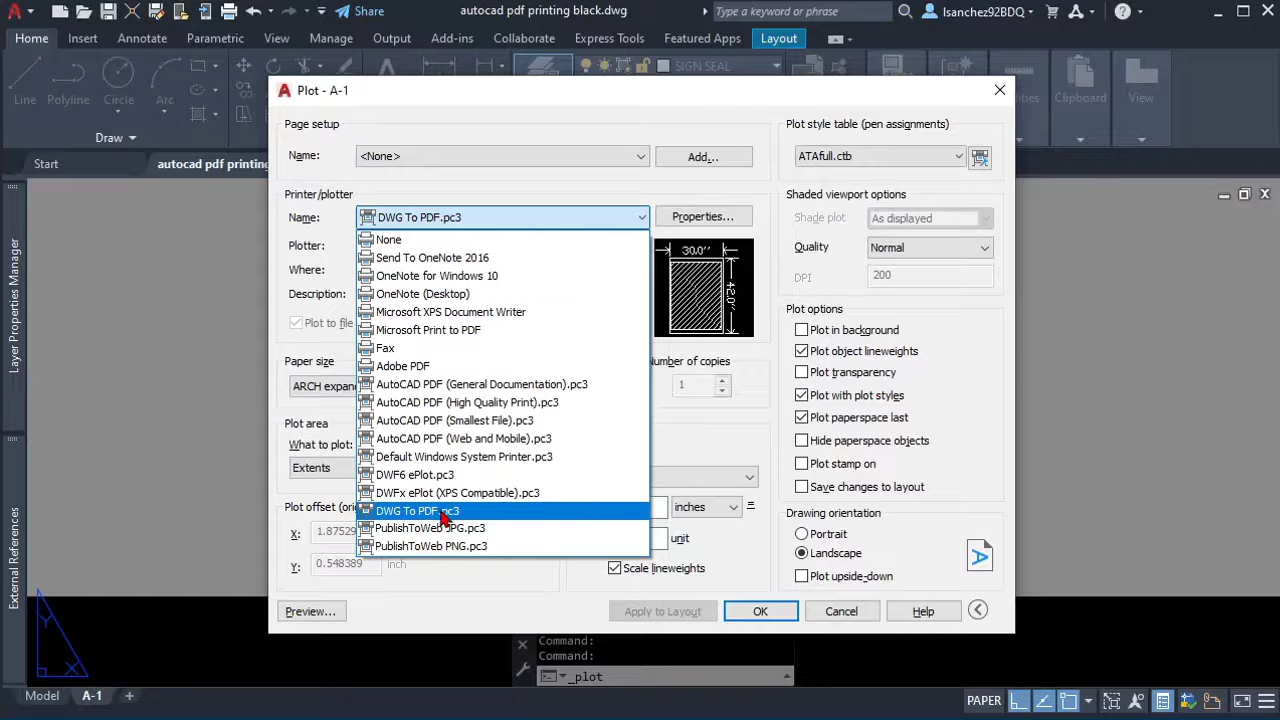 Share
autocad pdf printing black.dwg
Type a keyword or phrase
lsanchez92BDQ
Home
Insert
Annotate
Parametric
View
Manage
Output
Add-ins
Collaborate
Express Tools
Featured Apps
Layout
Line
Polyline
Circle
Arc
SIGN SEAL
Clipboard
View
Draw
Start
autocad pdf printing
Plot - A-1
Page setup
Name:
<None>
Add...
Printer/plotter
Name:
DWG To PDF.pc3
Properties...
Plotter:
Where:
Description:
Plot to file
None
Send To OneNote 2016
OneNote for Windows 10
OneNote (Desktop)
Microsoft XPS Document Writer
Microsoft Print to PDF
Fax
Adobe PDF
AutoCAD PDF (General Documentation).pc3
AutoCAD PDF (High Quality Print).pc3
AutoCAD PDF (Smallest File).pc3
AutoCAD PDF (Web and Mobile).pc3
Default Windows System Printer.pc3
DWF6 ePlot.pc3
DWFx ePlot (XPS Compatible).pc3
DWG To PDF.pc3
PublishToWeb JPG.pc3
PublishToWeb PNG.pc3
30.0''
42.0''
Paper size
ARCH expan
Number of copies
1
Plot area
What to plot:
Extents
Plot offset (ori
X:
1.87529
Y:
0.548389
inch
inches
=
unit
Scale lineweights
Plot style table (pen assignments)
ATAfull.ctb
Shaded viewport options
Shade plot
As displayed
Quality
Normal
DPI
200
Plot options
Plot in background
Plot object lineweights
Plot transparency
Plot with plot styles
Plot paperspace last
Hide paperspace objects
Plot stamp on
Save changes to layout
Drawing orientation
Portrait
Landscape
Plot upside-down
Preview...
Apply to Layout
OK
Cancel
Help
Layer Properties Manager
External References
Y
X
Command:
Command:
_plot
Model
A-1
PAPER